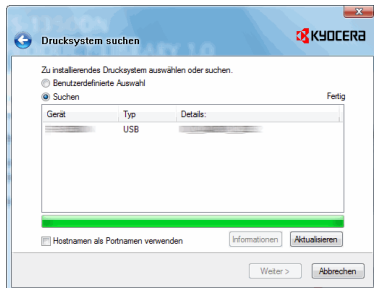 Drucksystem suchen
KYOCERA
Zu installierendes Drucksystem auswählen oder suchen.
Benutzerdefinierte Auswahl
Suchen
Fertig
Gerät Typ Details:
USB
Hostnamen als Portnamen verwenden
Informationen
Aktualisieren
Weiter >
Abbrechen